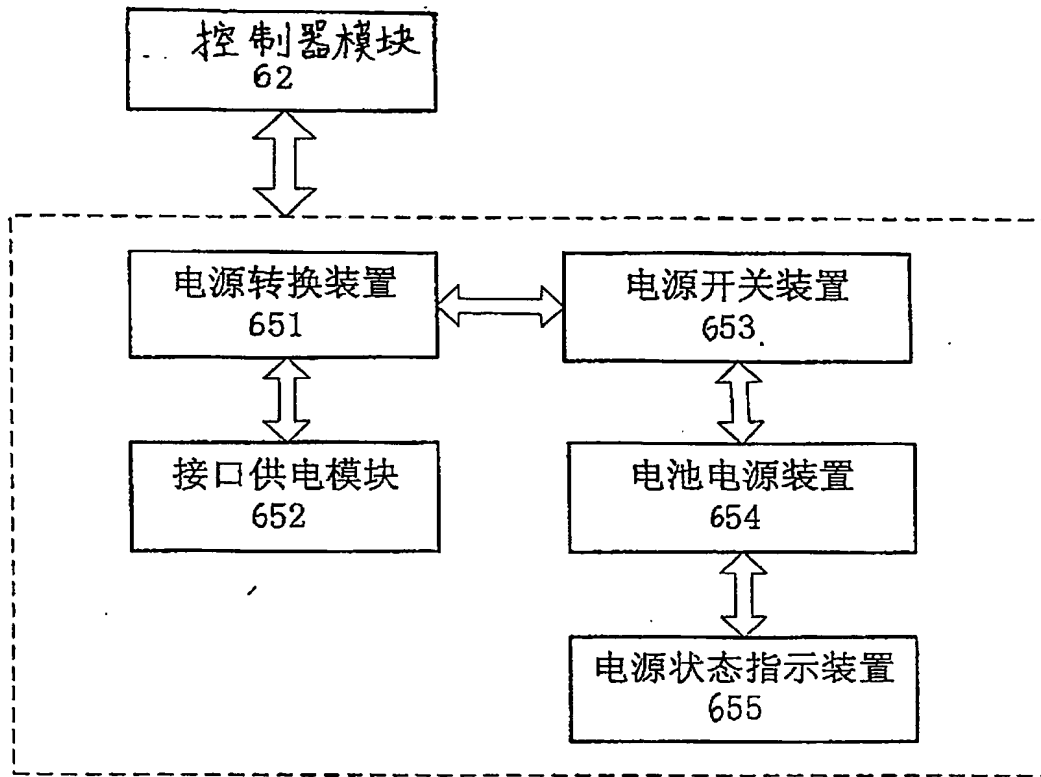 控制器模块
62
电源转换装置
651
电源开关装置
653
接口供电模块
652
电池电源装置
654
电源状态指示装置
655